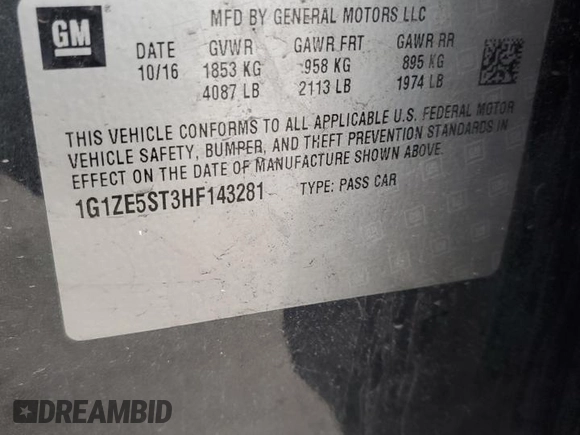 MFD BY GENERAL MOTORS LLC
GM
DATE GVWR GAWR FRT GAWR RR
10/16 1853 KG 958 KG 895 KG
4087 LB 2113 LB 1974 LB
THIS VEHICLE CONFORMS TO ALL APPLICABLE U.S. FEDERAL MOTOR
VEHICLE SAFETY, BUMPER, AND THEFT PREVENTION STANDARDS IN
EFFECT ON THE DATE OF MANUFACTURE SHOWN ABOVE.
1G1ZE5ST3HF143281 TYPE: PASS CAR
DREAMBID